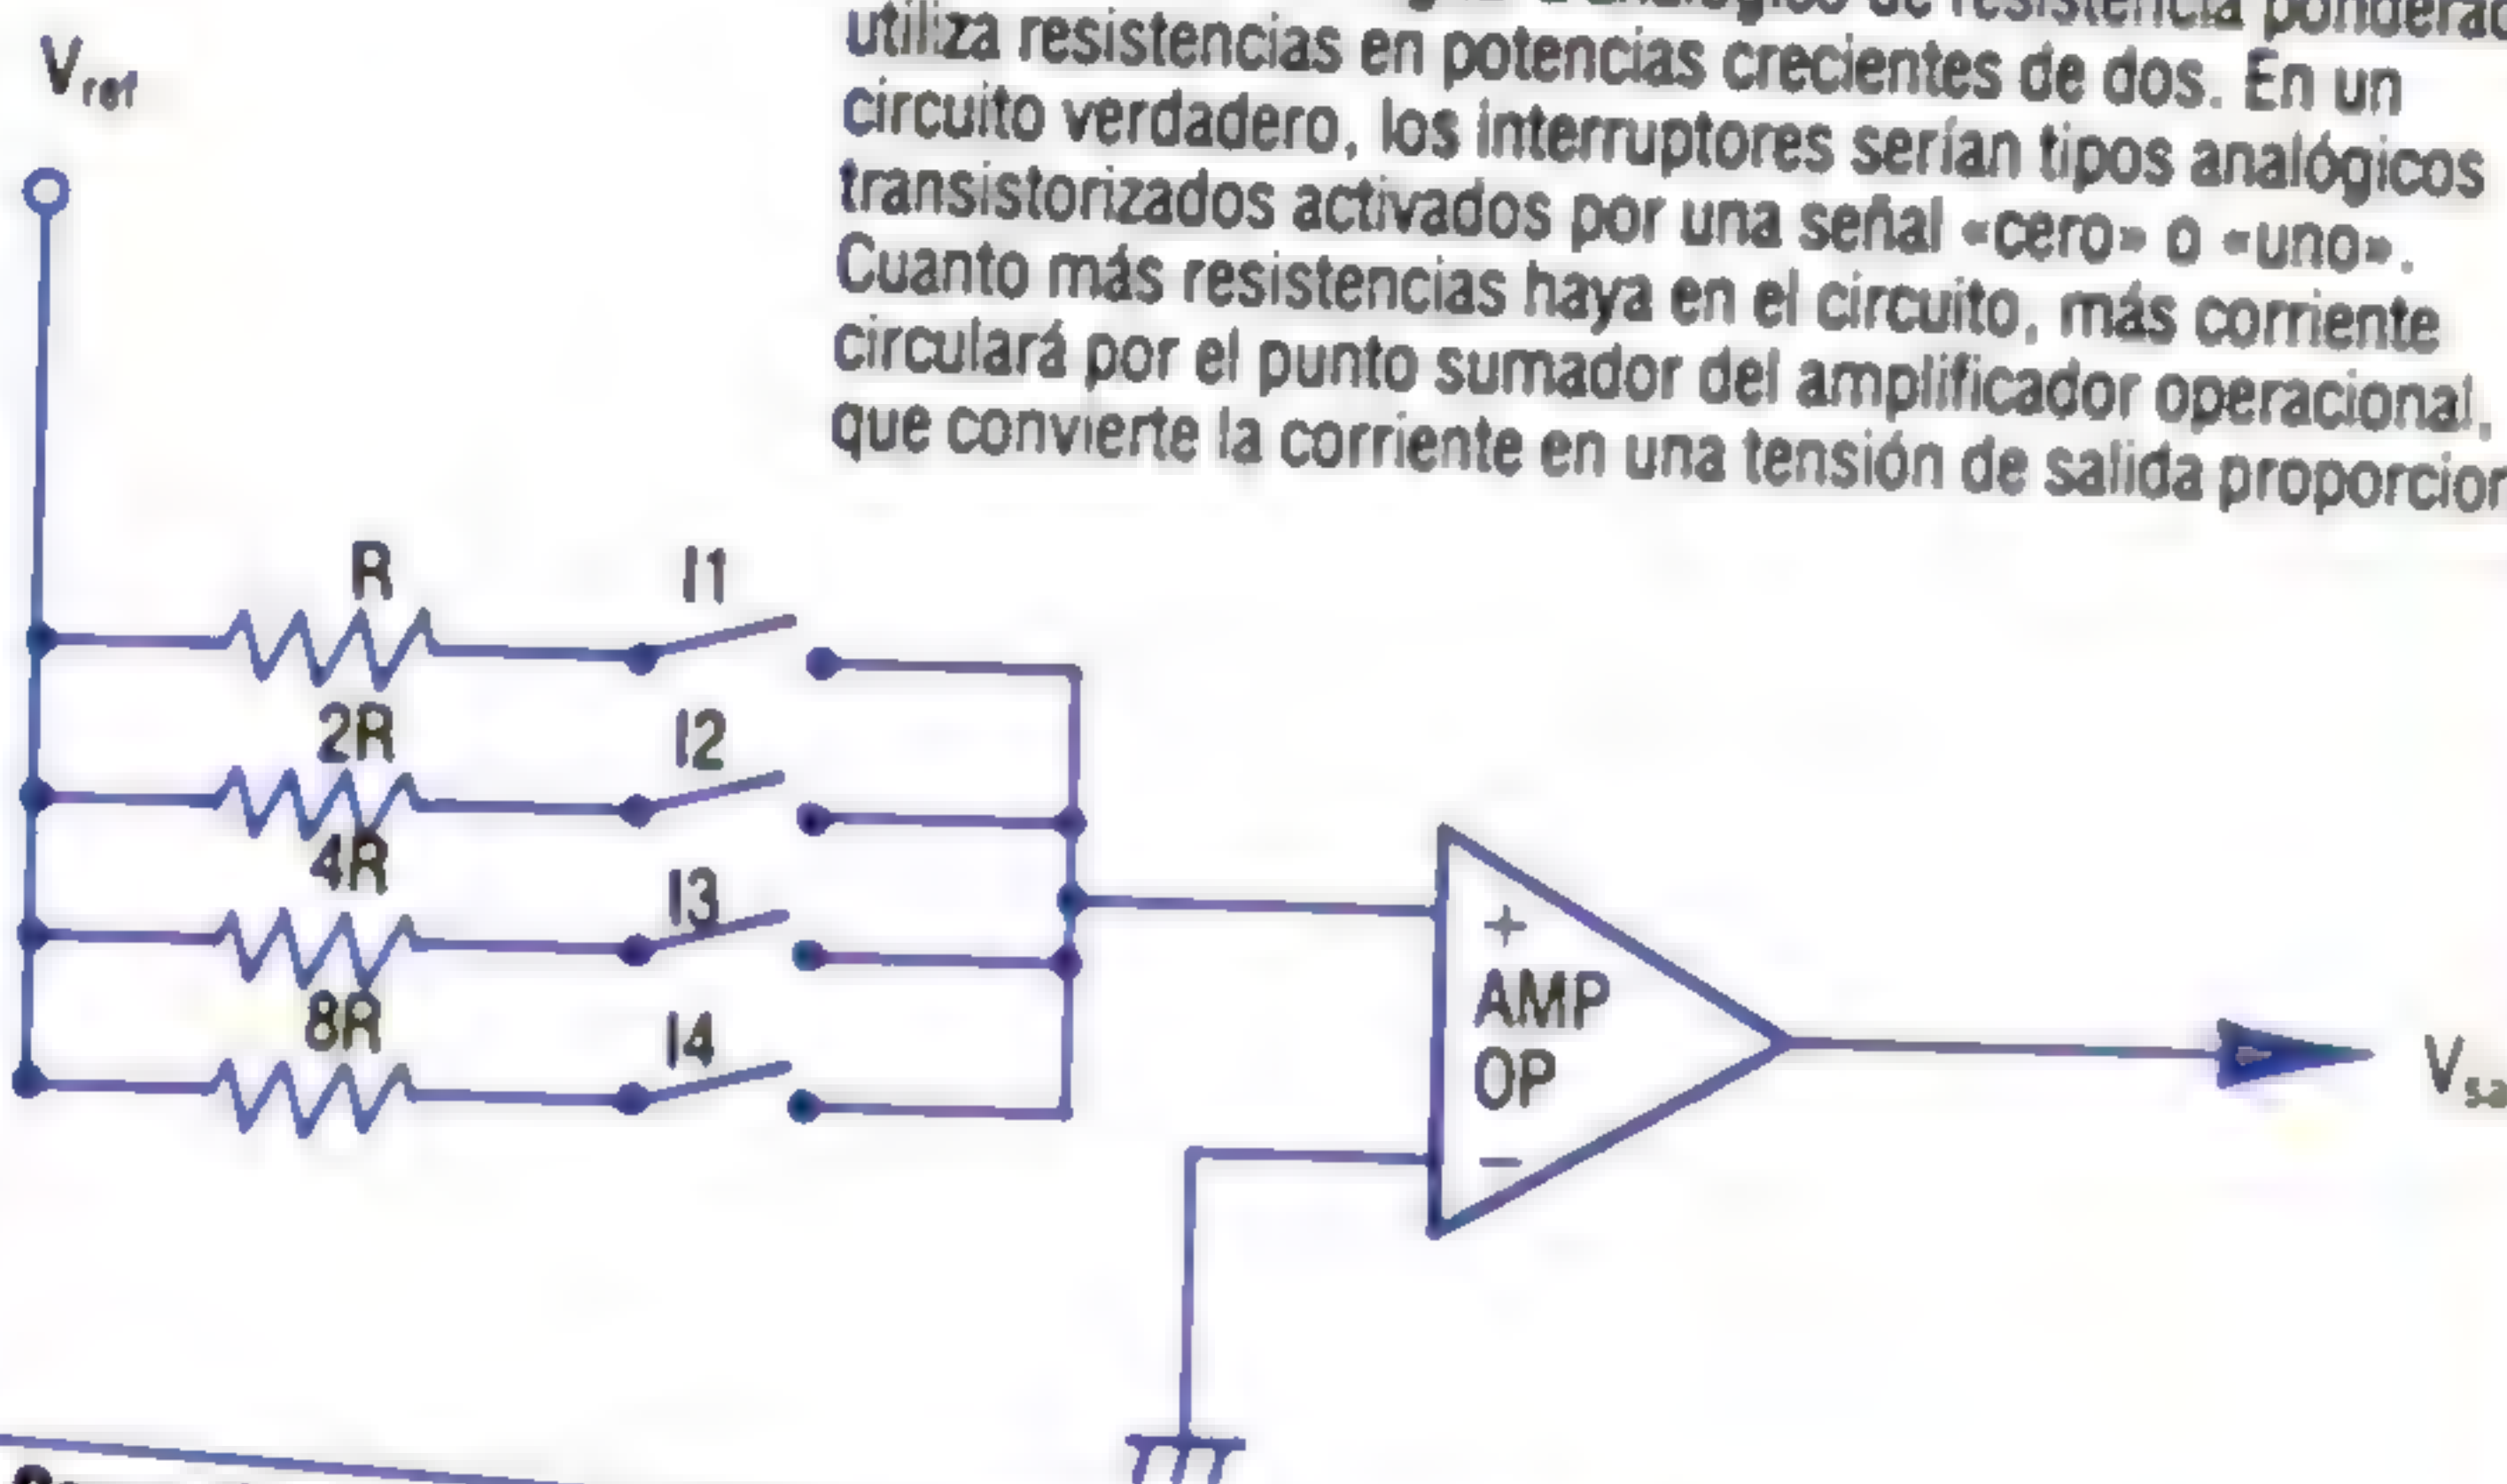 de resistencia
utiliza resistencias en potencias crecientes de dos. En un
circuito verdadero, los interruptores serían tipos analógicos
transistorizados activados por una señal «cero» o «uno».
Cuanto más resistencias haya en el circuito, más corriente
circulará por el punto sumador del amplificador operacional,
que convierte la corriente en una tensión de salida
Vref
R
I1
2R
I2
4R
I3
8R
I4
+
AMP
OP
−